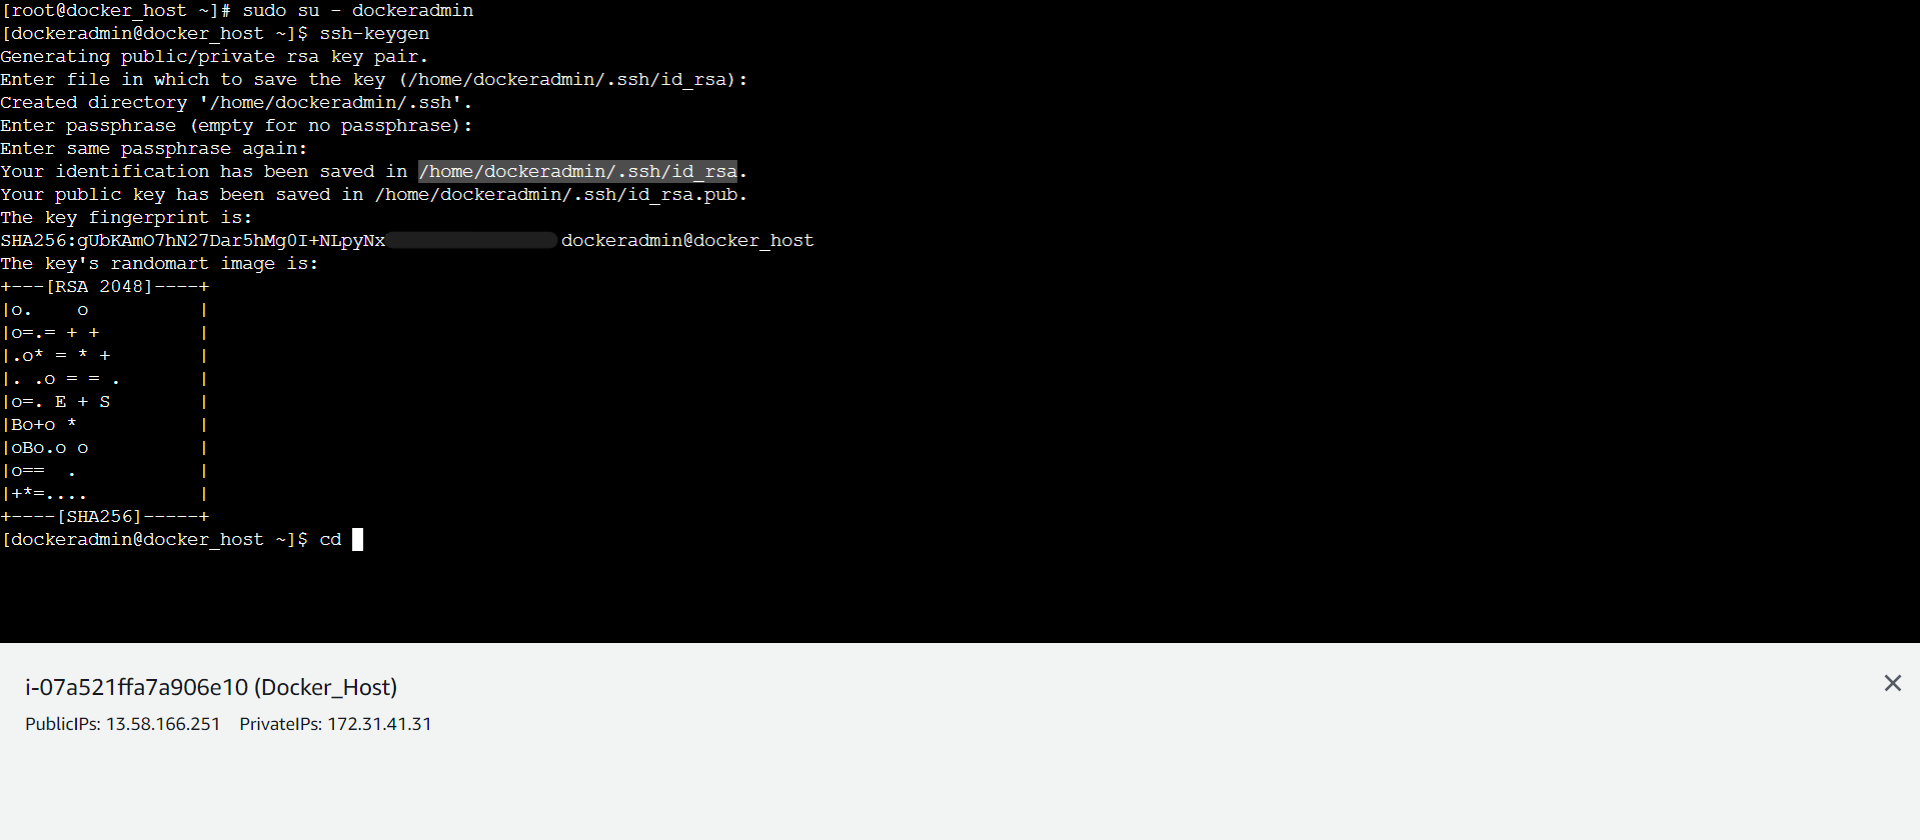 [root@docker_host ~]# sudo su - dockeradmin
[dockeradmin@docker_host ~]$ ssh-keygen
Generating public/private rsa key pair.
Enter file in which to save the key (/home/dockeradmin/.ssh/id_rsa):
Created directory '/home/dockeradmin/.ssh'.
Enter passphrase (empty for no passphrase):
Enter same passphrase again:
Your identification has been saved in /home/dockeradmin/.ssh/id_rsa.
Your public key has been saved in /home/dockeradmin/.ssh/id_rsa.pub.
The key fingerprint is:
SHA256:gUbKAmO7hN27Dar5hMg0I+NLpyNx dockeradmin@docker_host
The key's randomart image is:
+---[RSA 2048]----+
|o.    o          |
|o=.= + +         |
|.o* = * +        |
|. .o = = .       |
|o=. E + S        |
|Bo+o *           |
|oBo.o o          |
|o==  .           |
|+*=....          |
+----[SHA256]-----+
[dockeradmin@docker_host ~]$ cd
i-07a521ffa7a906e10 (Docker_Host)
PublicIPs: 13.58.166.251 PrivateIPs: 172.31.41.31